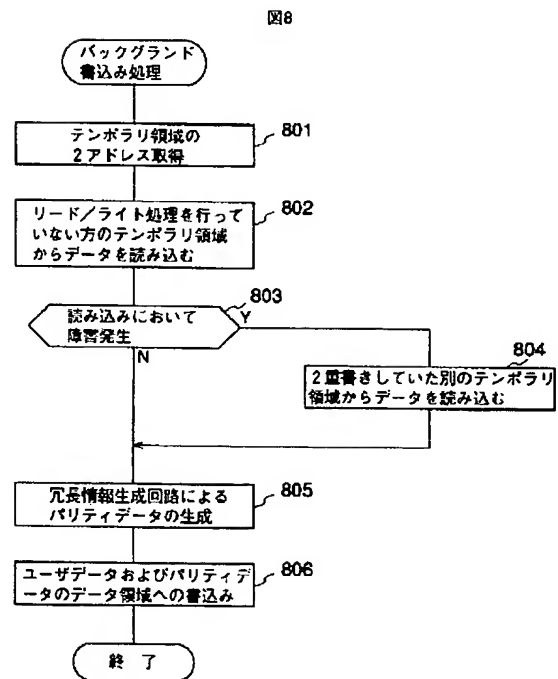 図8
バックグランド
書込み処理
テンポラリ領域の
2アドレス取得
801
リード／ライト処理を行って
いない方のテンポラリ領域
からデータを読み込む
802
読み込みにおいて
障害発生
803
Y
N
2重書きしていた別のテンポラリ
領域からデータを読み込む
804
冗長情報生成回路による
パリティデータの生成
805
ユーザデータおよびパリティデ
ータのデータ領域への書込み
806
終 了